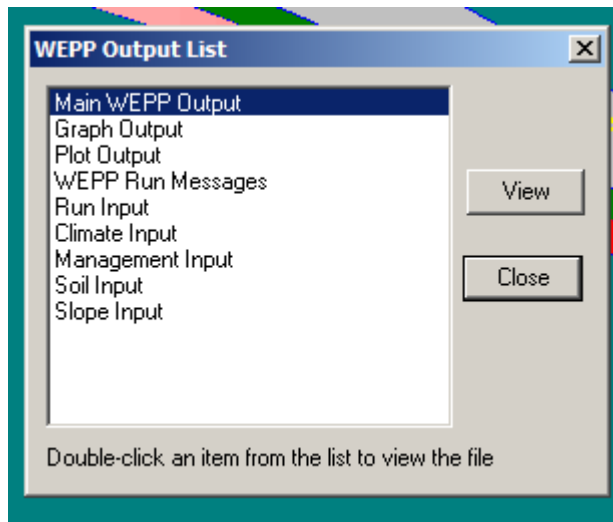 WEPP Output List
Main WEPP Output
Graph Output
Plot Output
WEPP Run Messages
Run Input
Climate Input
Management Input
Soil Input
Slope Input
View
Close
Double-click an item from the list to view the file